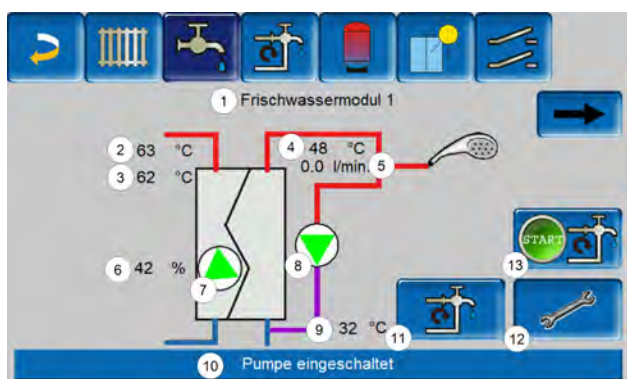 1 Frischwassermodul 1
2 63 °C
4 48 °C
3 62 °C
0.0 l/min. 5
START
13
6 42 %
7
8
9 32 °C
11
12
10 Pumpe eingeschaltet